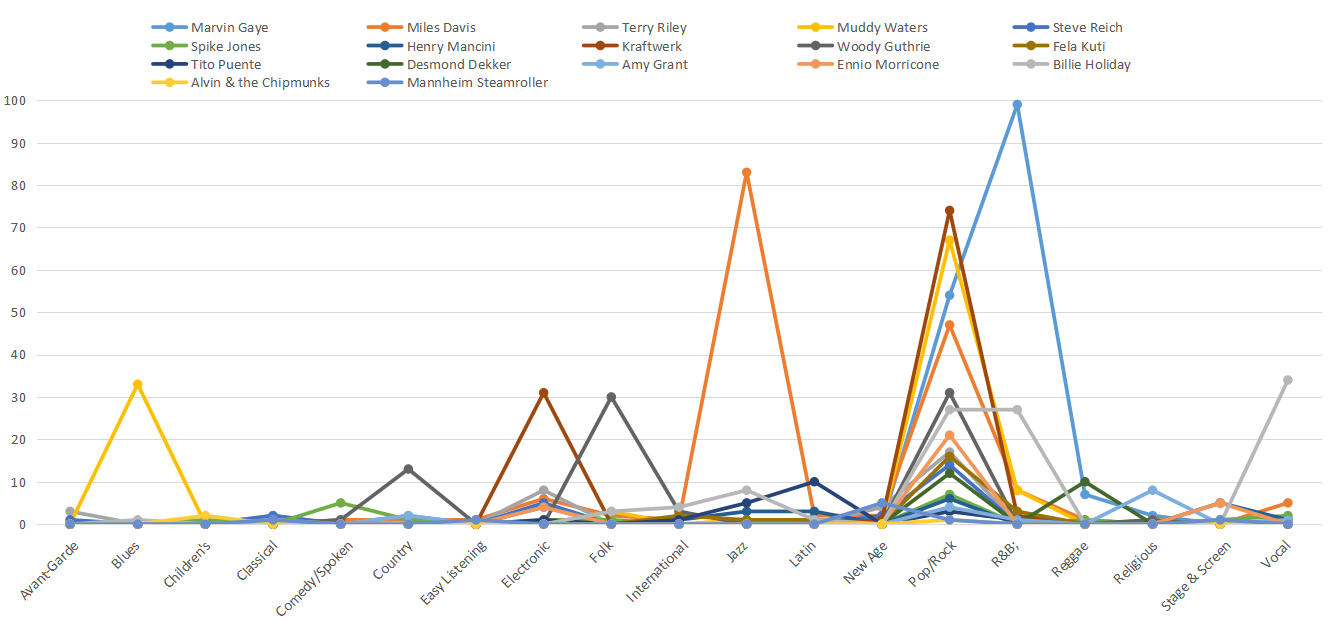 Marvin Gaye Miles Davis Terry Riley Muddy Waters Steve Reich
Spike Jones Henry Mancini Kraftwerk Woody Guthrie Fela Kuti
Tito Puente Desmond Dekker Amy Grant Ennio Morricone Billie Holiday
Alvin & the Chipmunks Mannheim Steamroller
100
90
80
70
60
50
40
30
20
10
0
Avant-Garde
Blues
Children's
Classical
Comedy/Spoken
Country
Easy Listening
Electronic
Folk
International
Jazz
Latin
New Age
Pop/Rock
R&B;
Reggae
Religious
Stage & Screen
Vocal